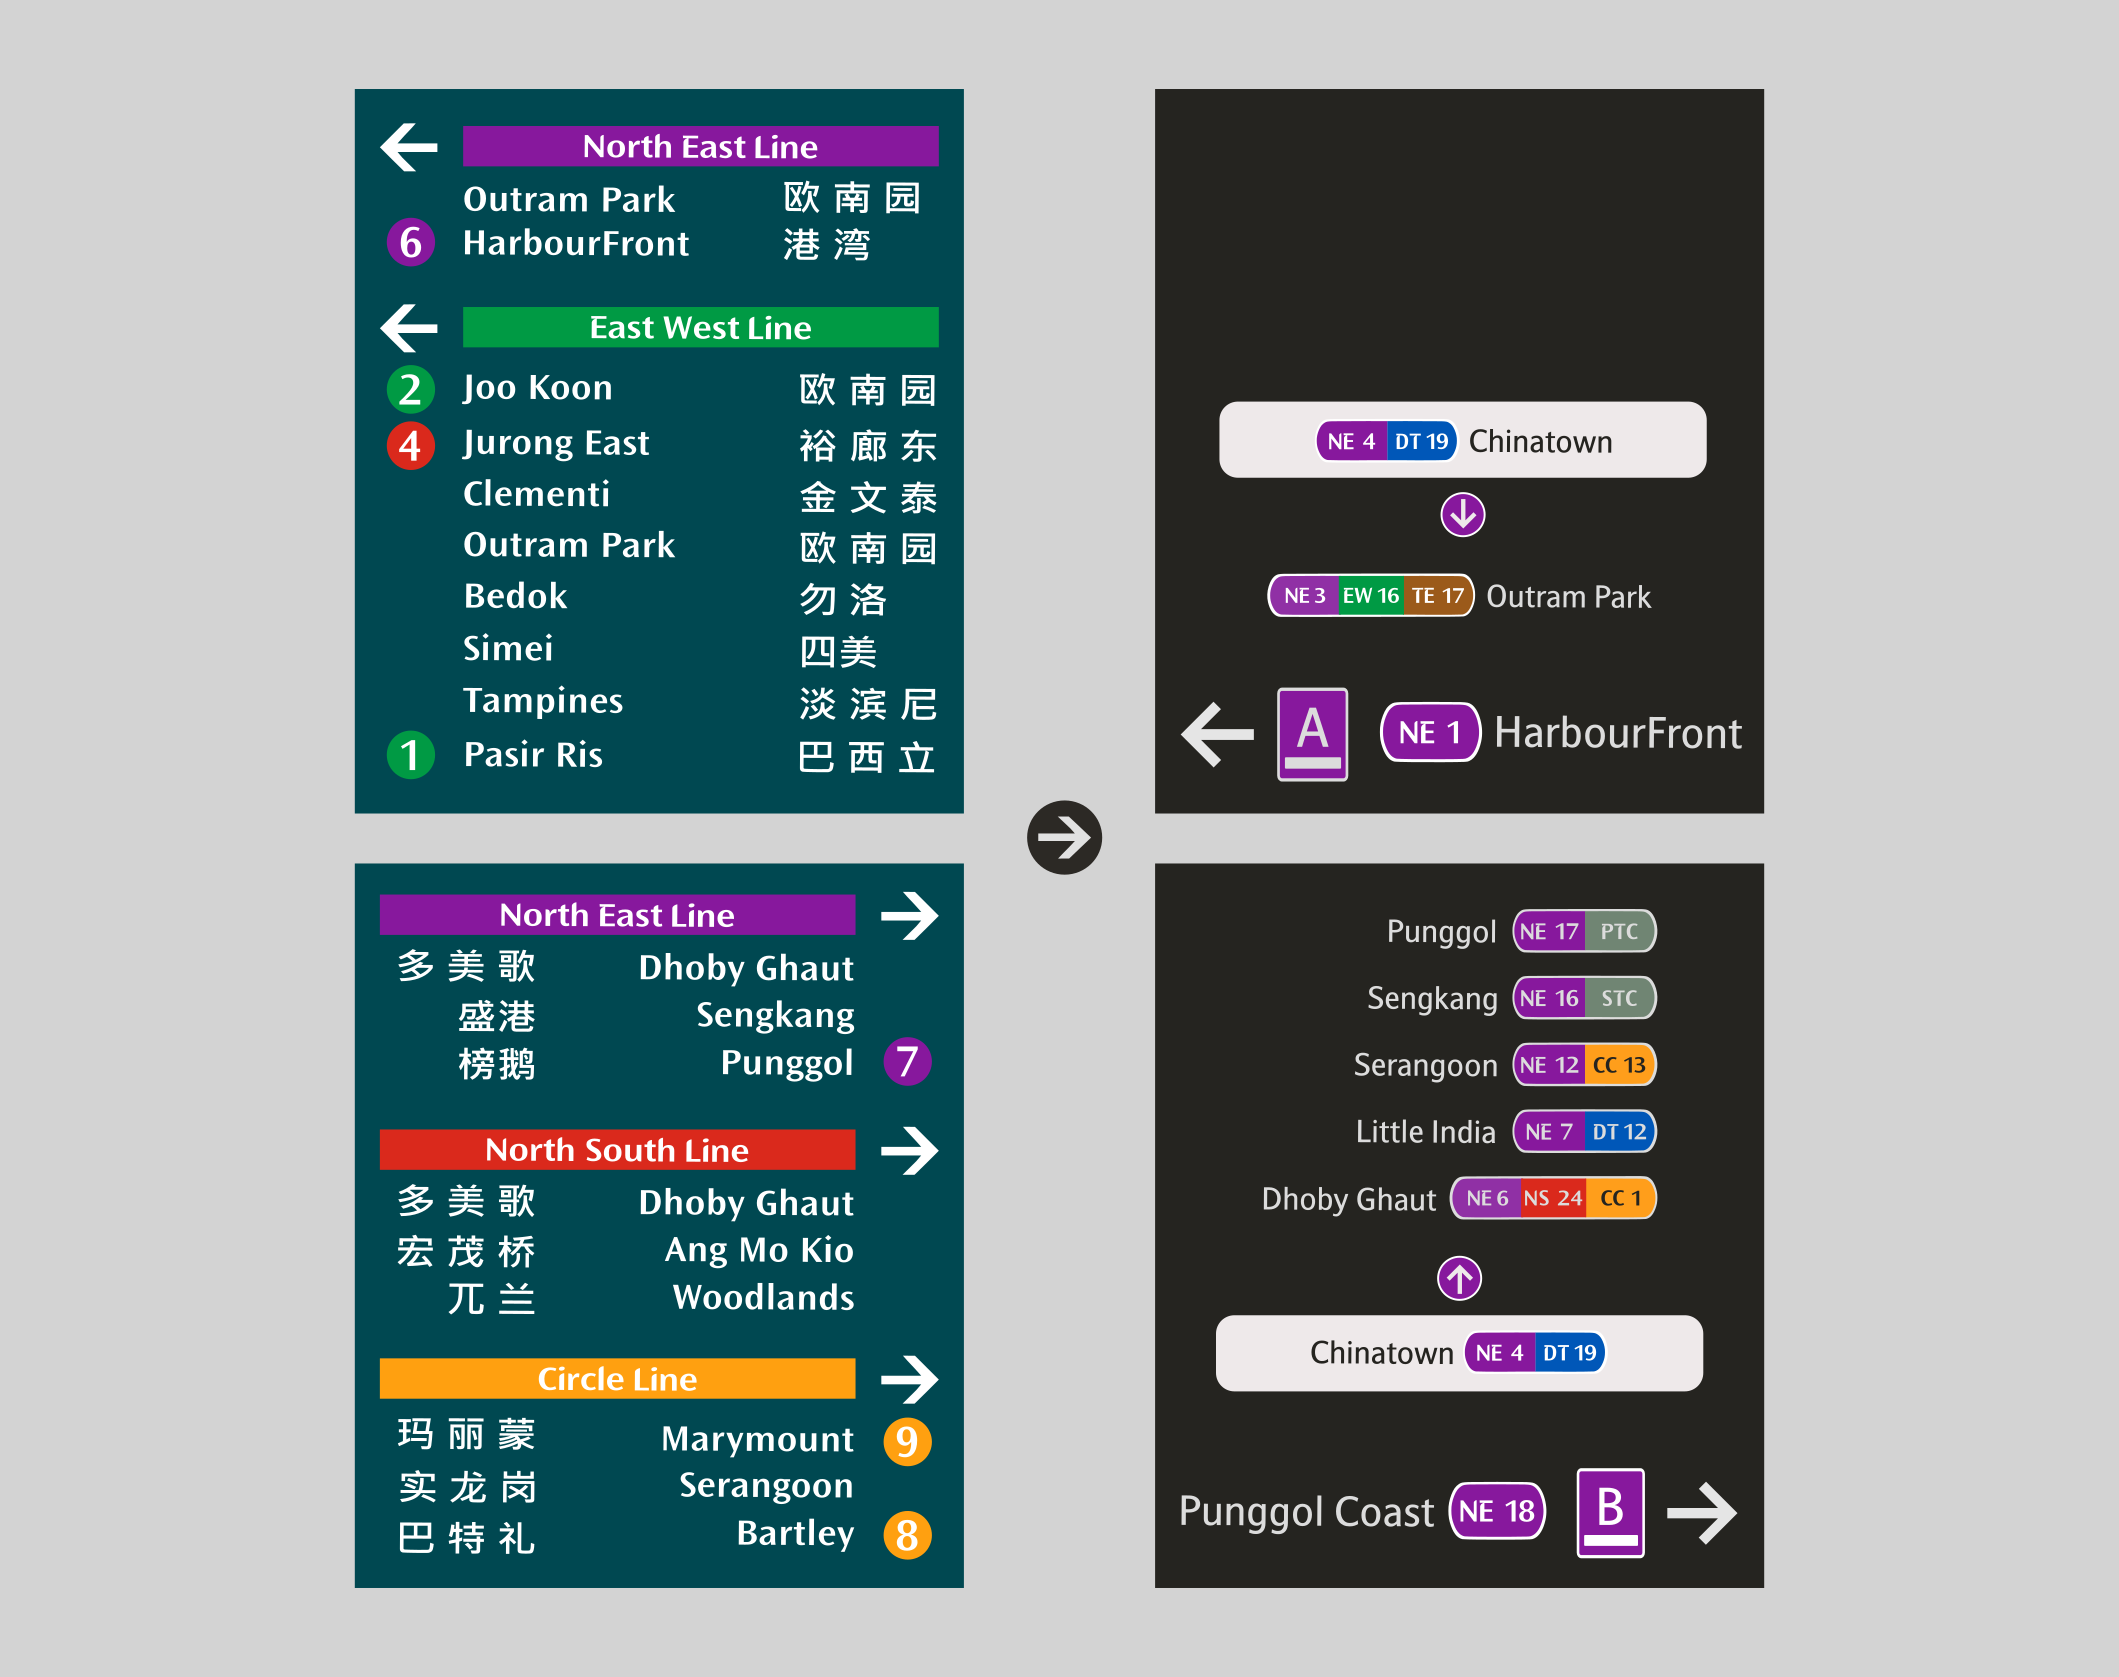 North East Line
Outram Park 欧南园
6 HarbourFront 港湾
East West Line
2 Joo Koon 欧南园
4 Jurong East 裕廊东
Clementi 金文泰
Outram Park 欧南园
Bedok 勿洛
Simei 四美
Tampines 淡滨尼
1 Pasir Ris 巴西立
North East Line
多美歌 Dhoby Ghaut
盛港 Sengkang
榜鹅 Punggol 7
North South Line
多美歌 Dhoby Ghaut
宏茂桥 Ang Mo Kio
兀兰 Woodlands
Circle Line
玛丽蒙 Marymount 9
实龙岗 Serangoon
巴特礼 Bartley 8
NE 4 DT 19 Chinatown
NE 3 EW 16 TE 17 Outram Park
A NE 1 HarbourFront
Punggol NE 17 PTC
Sengkang NE 16 STC
Serangoon NE 12 CC 13
Little India NE 7 DT 12
Dhoby Ghaut NE 6 NS 24 CC 1
Chinatown NE 4 DT 19
Punggol Coast NE 18 B